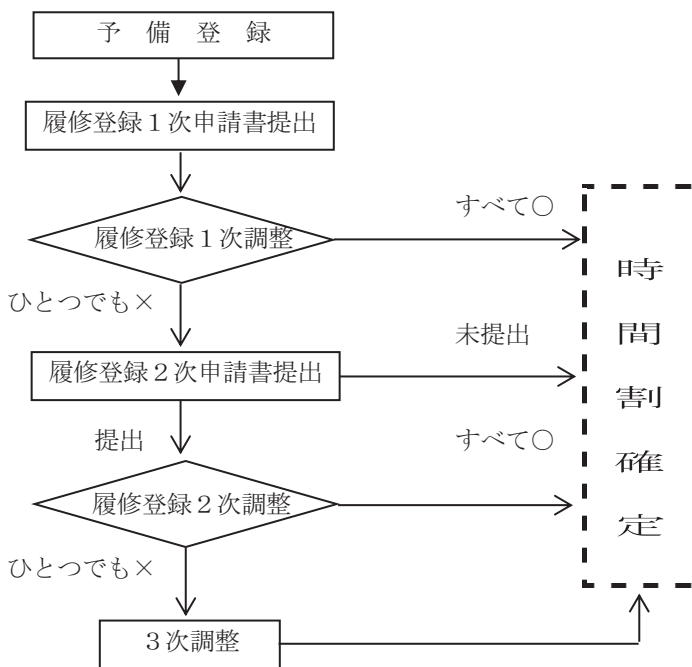 予　備　登　録
履修登録１次申請書提出
すべて○
履修登録１次調整
ひとつでも×
未提出
履修登録２次申請書提出
提出
すべて○
履修登録２次調整
ひとつでも×
３次調整
時間割確定